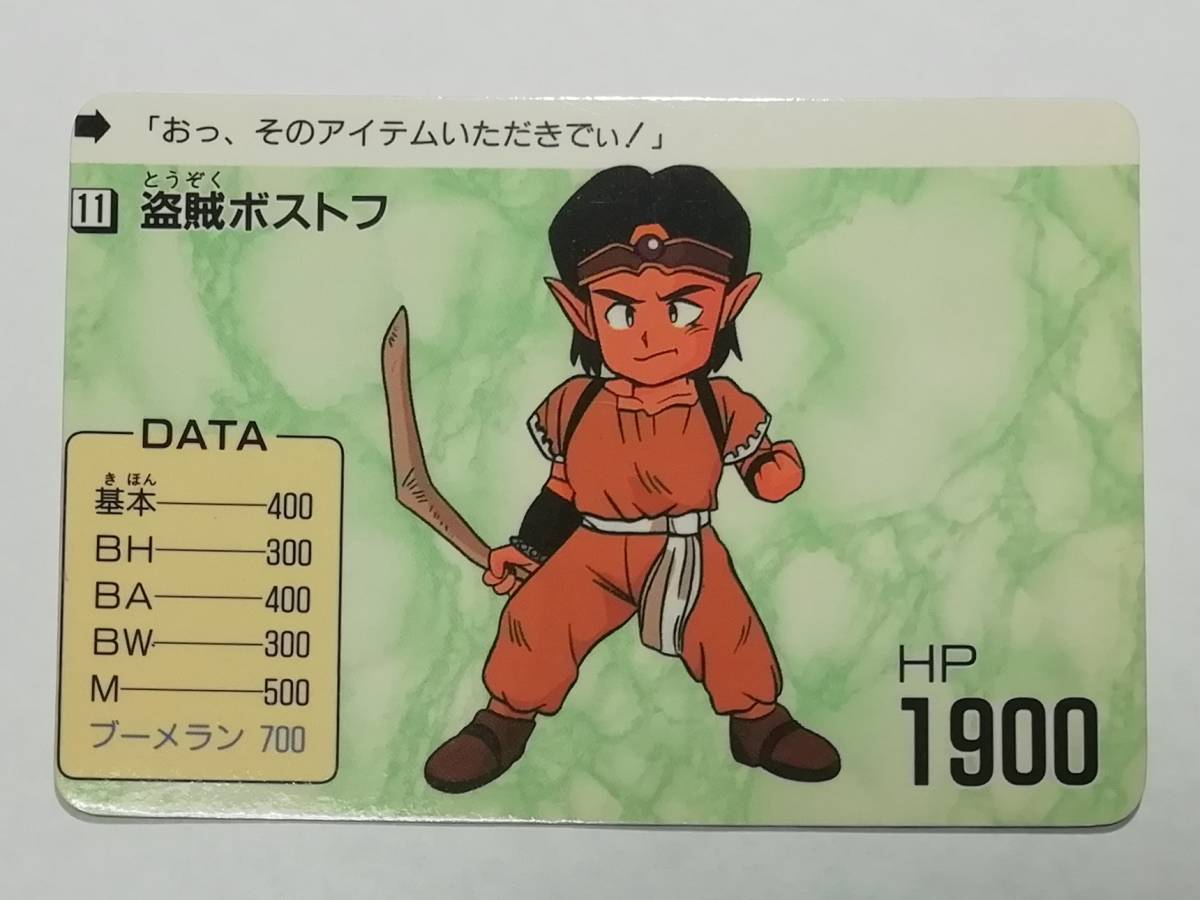 「おっ、そのアイテムいただきでぃ!」
とうぞく
11 盗賊ボストフ
DATA
きほん
基本 400
BH 300
BA 400
BW 300
M 500
ブーメラン 700
HP
1900